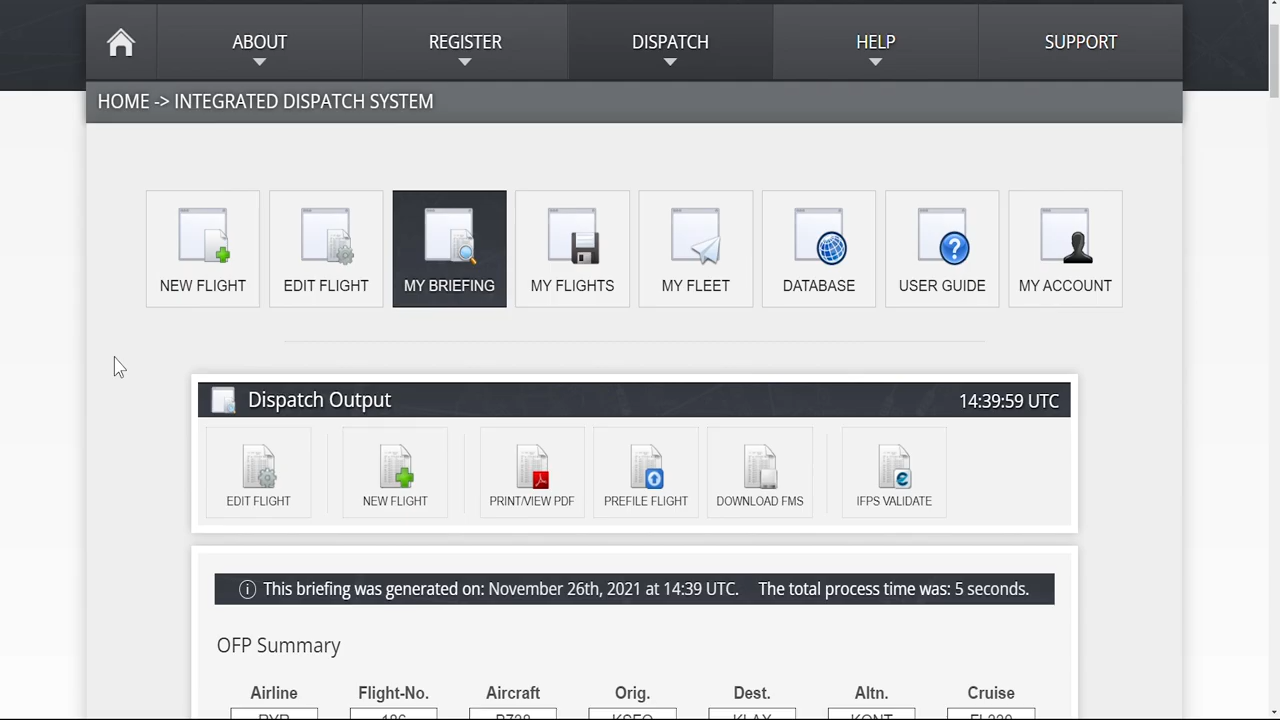 ABOUT REGISTER DISPATCH HELP SUPPORT
HOME -> INTEGRATED DISPATCH SYSTEM
NEW FLIGHT EDIT FLIGHT MY BRIEFING MY FLIGHTS MY FLEET DATABASE USER GUIDE MY ACCOUNT
Dispatch Output 14:39:59 UTC
EDIT FLIGHT NEW FLIGHT PRINT/VIEW PDF PREFILE FLIGHT DOWNLOAD FMS IFPS VALIDATE
This briefing was generated on: November 26th, 2021 at 14:39 UTC. The total process time was: 5 seconds.
OFP Summary
Airline Flight-No. Aircraft Orig. Dest. Altn. Cruise